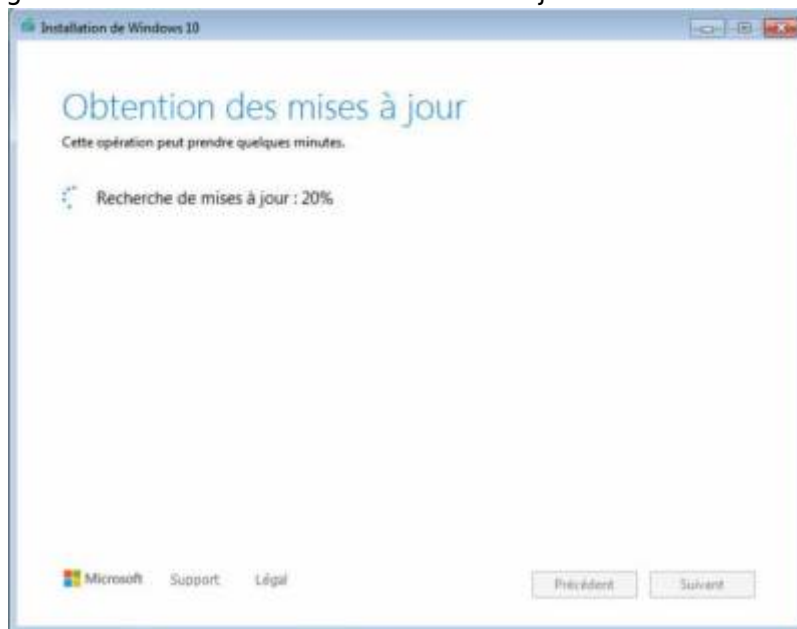 Installation de Windows 10
Obtention des mises à jour
Cette opération peut prendre quelques minutes.
Recherche de mises à jour : 20%
Microsoft Support Légal
Précédent Suivant